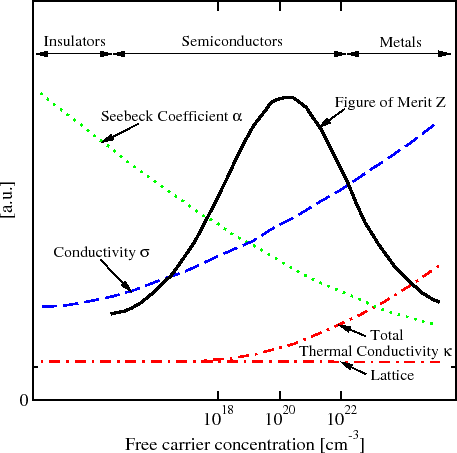 Insulators Semiconductors Metals
Seebeck Coefficient α
Figure of Merit Z
[a.u.]
Conductivity σ
Total
Thermal Conductivity κ
Lattice
0
10^18 10^20 10^22
Free carrier concentration [cm^-3]